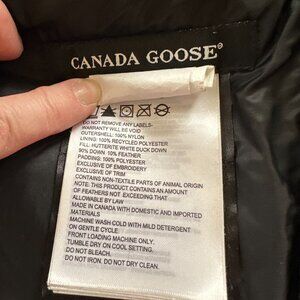 CANADA GOOSE®
DO NOT REMOVE ANY LABELS-
WARRANTY WILL BE VOID
OUTERSHELL: 100% NYLON
LINING: 100% RECYCLED POLYESTER
FILL: HUTTERITE WHITE DUCK DOWN
90% DOWN, 10% FEATHER
PADDING: 100% POLYESTER
EXCLUSIVE OF EMBROIDERY
EXCLUSIVE OF TRIM
CONTAINS NON-TEXTILE PARTS OF ANIMAL ORIGIN
NOTE: THIS PRODUCT CONTAINS AN AMOUNT
OF FEATHERS NOT EXCEEDING THAT
ALLOWABLE BY LAW
MADE IN CANADA WITH DOMESTIC AND IMPORTED
MATERIALS
MACHINE WASH COLD WITH MILD DETERGENT
ON GENTLE CYCLE.
FRONT LOADING MACHINE ONLY.
TUMBLE DRY ON COOL SETTING.
DO NOT BLEACH.
DO NOT IRON. DO NOT DRY CLEAN.